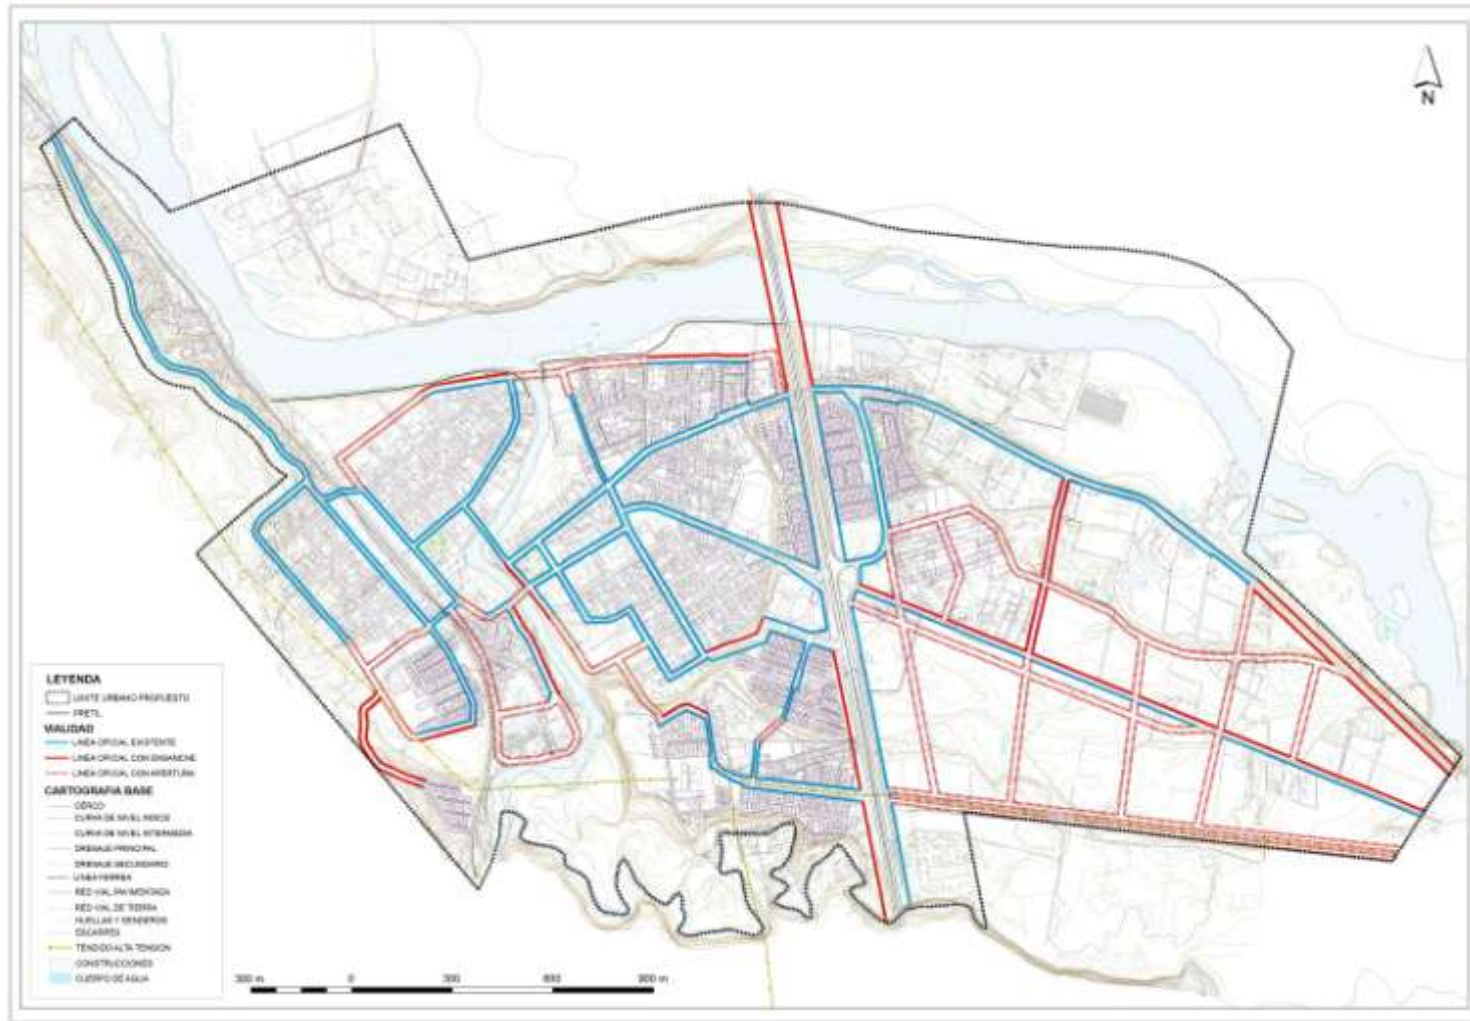 N
LEYENDA
LIMITE URBANO PROPUESTO
PRETIL
VIALIDAD
LINEA OFICIAL EXISTENTE
LINEA OFICIAL CON ENSANCHE
LINEA OFICIAL CON APERTURA
CARTOGRAFIA BASE
CERCO
CURVA DE NIVEL INDICE
CURVA DE NIVEL INTERMEDIA
DRENAJE PRINCIPAL
DRENAJE SECUNDARIO
LINEA FERREA
RED VIAL PAVIMENTADA
RED VIAL DE TIERRA
HUELLAS Y SENDEROS
ESCARPES
TENDIDO ALTA TENSION
CONSTRUCCIONES
CUERPO DE AGUA
300 m 0 300 600 900 m